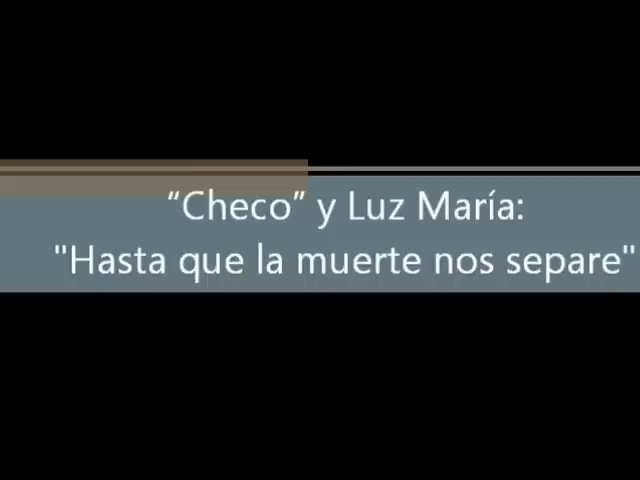 “Checo” y Luz María:
"Hasta que la muerte nos separe"